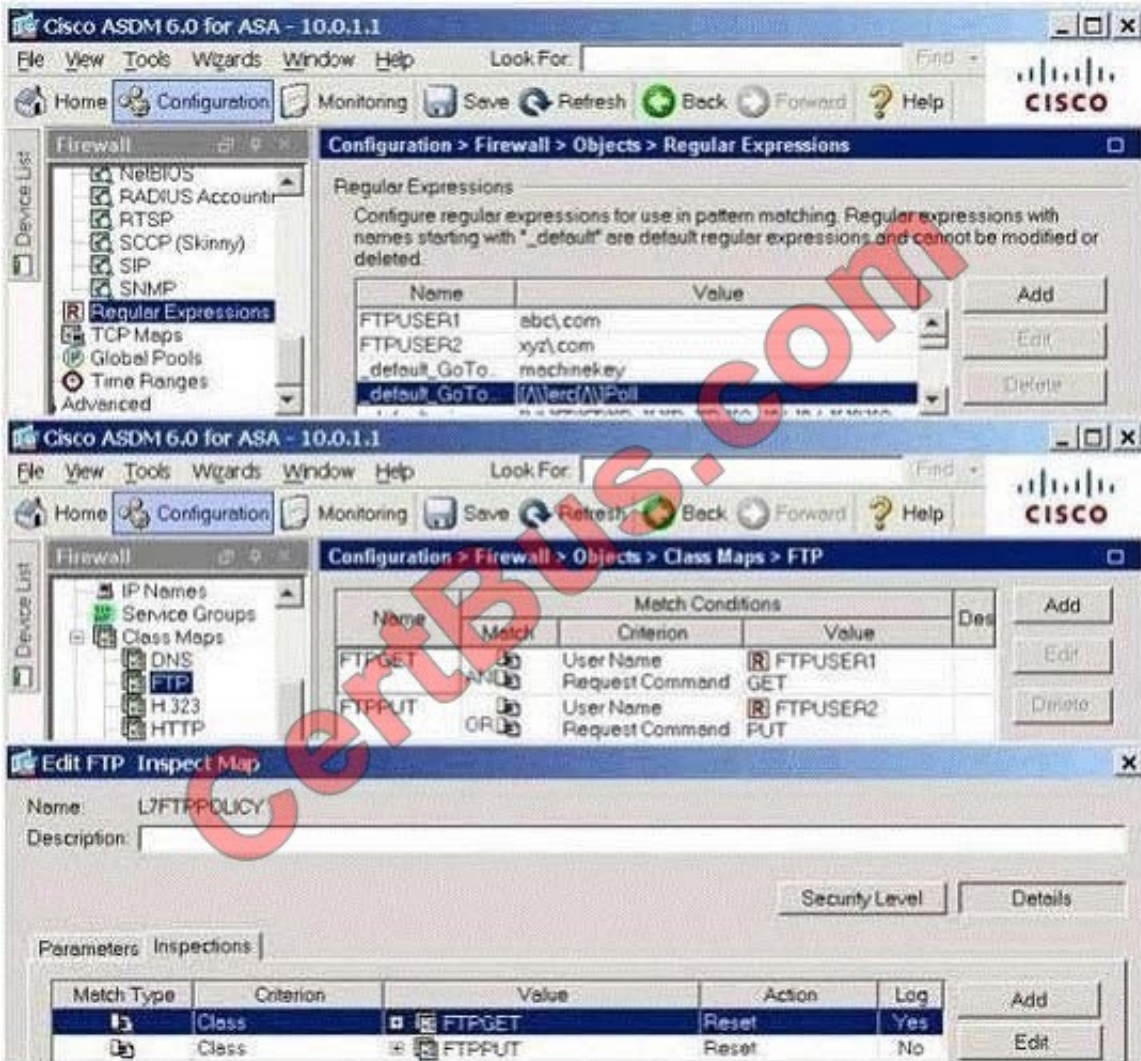 Cisco ASDM 6.0 for ASA - 10.0.1.1
File View Tools Wizards Window Help Look For: Find
Home Configuration Monitoring Save Refresh Back Forward Help
CISCO
Device List
Firewall
NetBIOS
RADIUS Accountir
RTSP
SCCP (Skinny)
SIP
SNMP
Regular Expressions
TCP Maps
Global Pools
Time Ranges
Advanced
Configuration > Firewall > Objects > Regular Expressions
Regular Expressions
Configure regular expressions for use in pattern matching. Regular expressions with
names starting with "_default" are default regular expressions and cannot be modified or
deleted.
Name Value
FTPUSER1 abc\.com
FTPUSER2 xyz\.com
_default_GoTo... machinekey
_default_GoTo...
Add
Edit
Delete
Cisco ASDM 6.0 for ASA - 10.0.1.1
File View Tools Wizards Window Help Look For: Find
Home Configuration Monitoring Save Refresh Back Forward Help
CISCO
Device List
Firewall
IP Names
Service Groups
Class Maps
DNS
FTP
H.323
HTTP
Configuration > Firewall > Objects > Class Maps > FTP
Name Match Conditions Des
Match Criterion Value
FTPGET User Name R FTPUSER1
AND Request Command GET
FTPPUT User Name R FTPUSER2
OR Request Command PUT
Add
Edit
Delete
Edit FTP Inspect Map
Name: L7FTPPOLICY
Description:
Security Level Details
Parameters Inspections
Match Type Criterion Value Action Log
Class FTPGET Reset Yes
Class FTPPUT Reset No
Add
Edit
CertBus.com